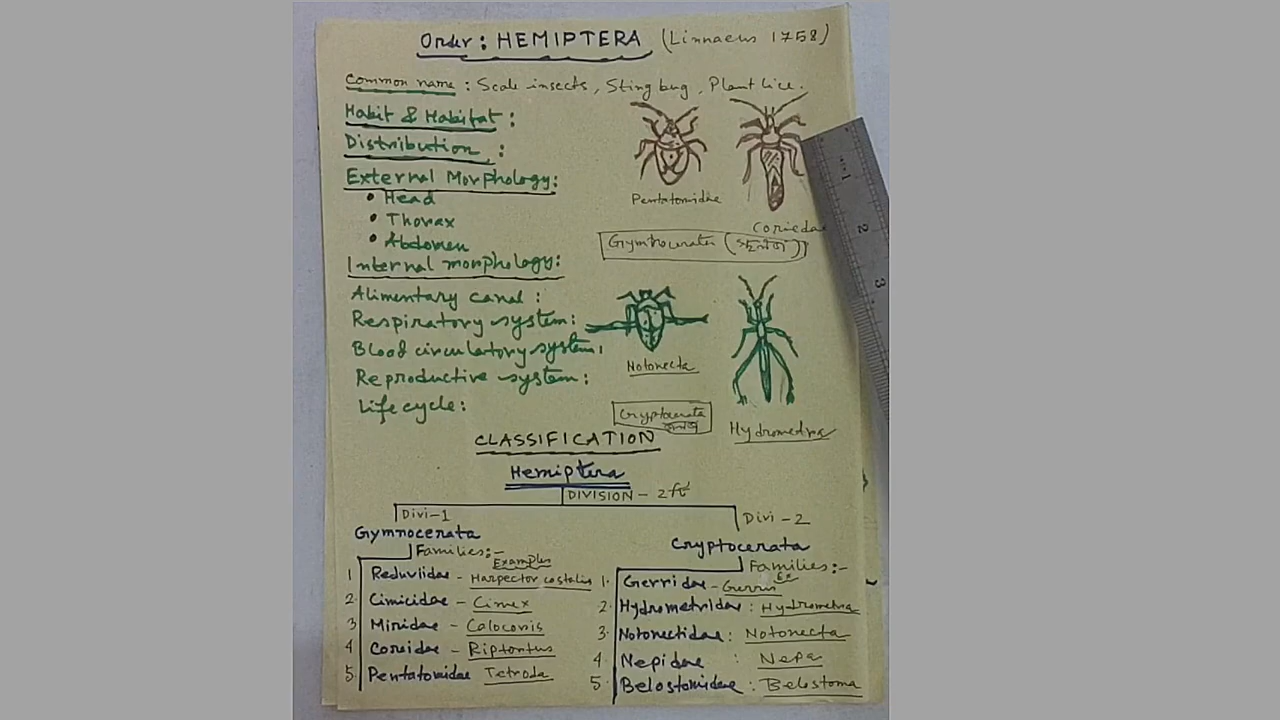 Order: HEMIPTERA (Linnaeus 1758)
Common name: Scale insects, Sting bug, Plant lice.
Habit & Habitat:
Distribution:
External Morphology:
• Head
• Thorax
• Abdomen
Pentatomidae
Coriedae
Internal morphology:
Alimentary canal:
Respiratory system:
Blood circulatory system:
Reproductive system:
Life cycle:
Notonecta
Cryptocerata
Hydrometra
1
2
3
CLASSIFICATION
Hemiptera
DIVISION - 2
Divi-1
Divi-2
Gymnocerata
Families:-
Examples
1 Reduviidae - Harpector costalis
2. Cimicidae - Cimex
3 Miridae - Calocoris
4 Coreidae - Riptortus
5 Pentatomidae Tetroda
Cryptocerata
Families:-
Ex
1. Gerridae - Gerris
2. Hydrometridae: Hydrometra
3. Notonectidae: Notonecta
4 Nepidae : Nepa
5. Belostomidae: Belostoma